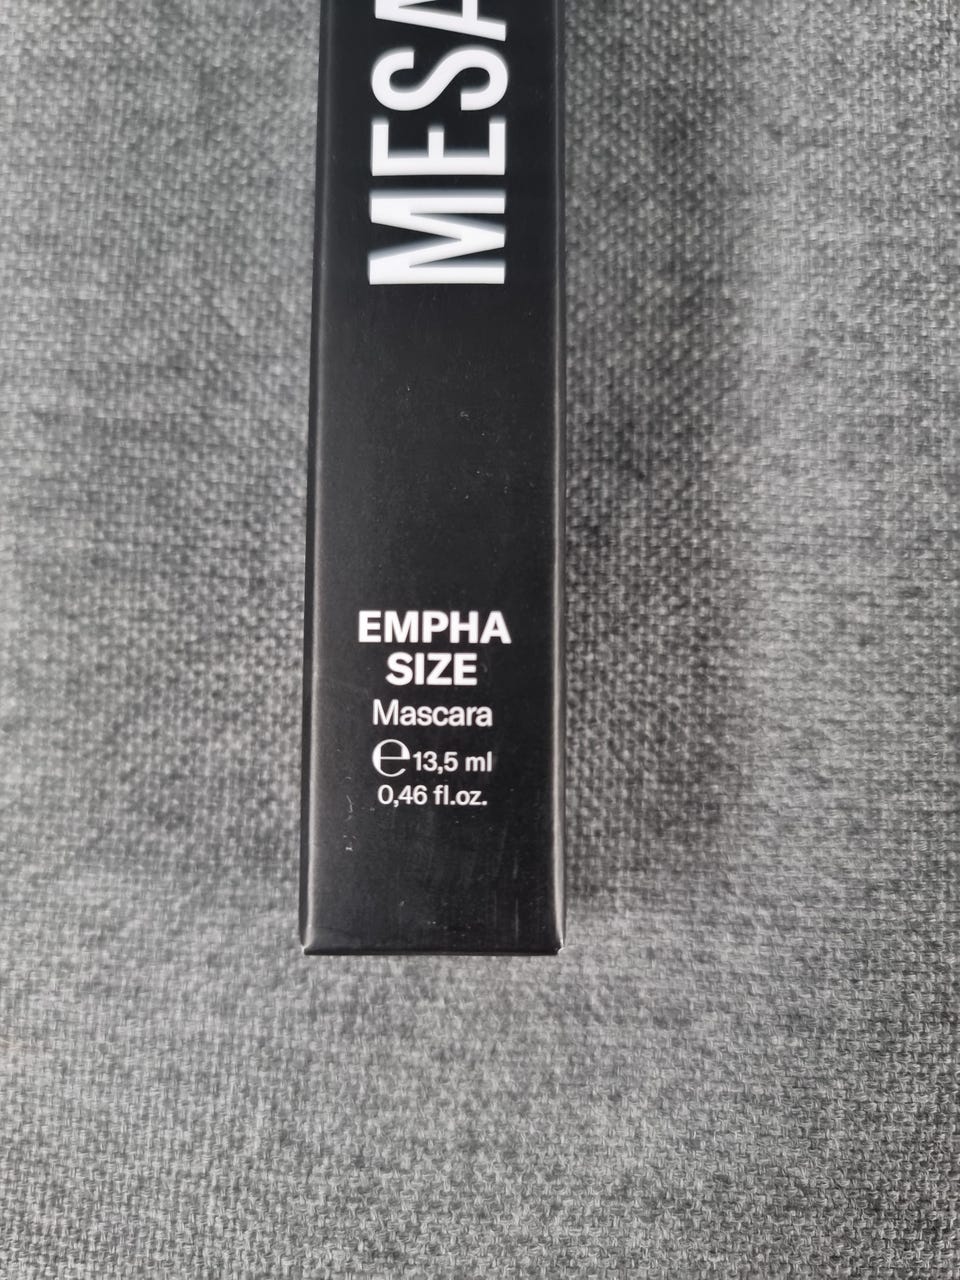 MESA
EMPHA
SIZE
Mascara
℮13,5 ml
0,46 fl.oz.